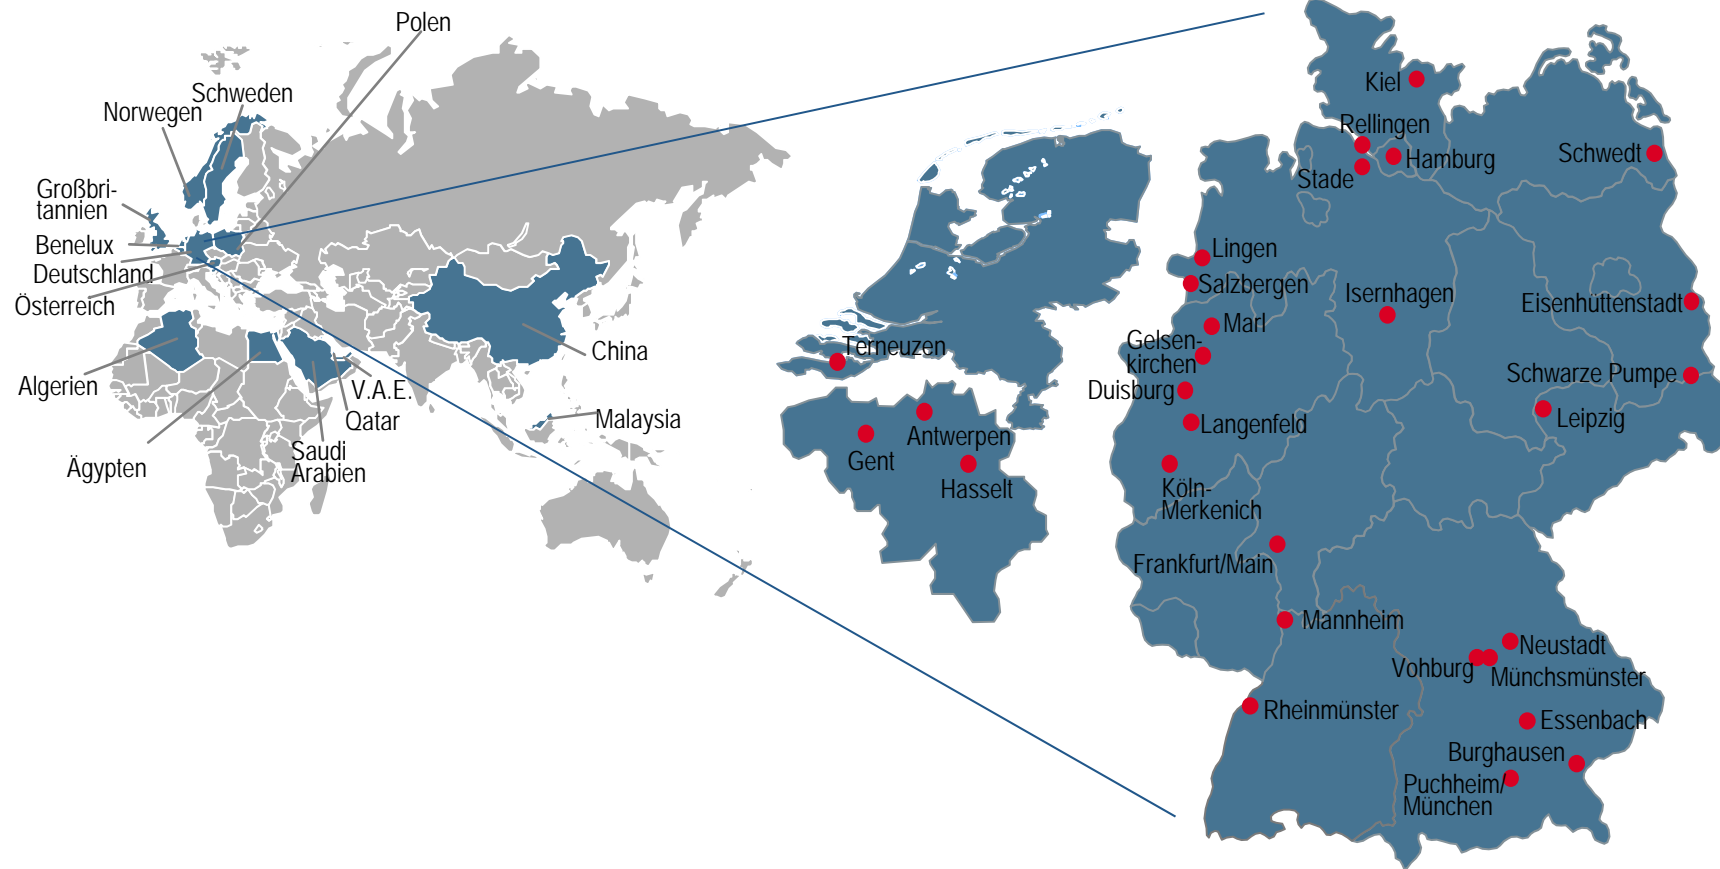 Polen
Schweden
Norwegen
Großbri-
tannien
Benelux
Deutschland
Österreich
Algerien
Ägypten
Saudi
Arabien
Qatar
V.A.E.
China
Malaysia
Terneuzen
Antwerpen
Gent
Hasselt
Kiel
Rellingen
Hamburg
Stade
Schwedt
Lingen
Salzbergen
Isernhagen
Eisenhüttenstadt
Marl
Gelsen-
kirchen
Duisburg
Schwarze Pumpe
Langenfeld
Leipzig
Köln-
Merkenich
Frankfurt/Main
Mannheim
Neustadt
Vohburg
Münchsmünster
Rheinmünster
Essenbach
Burghausen
Puchheim/
München